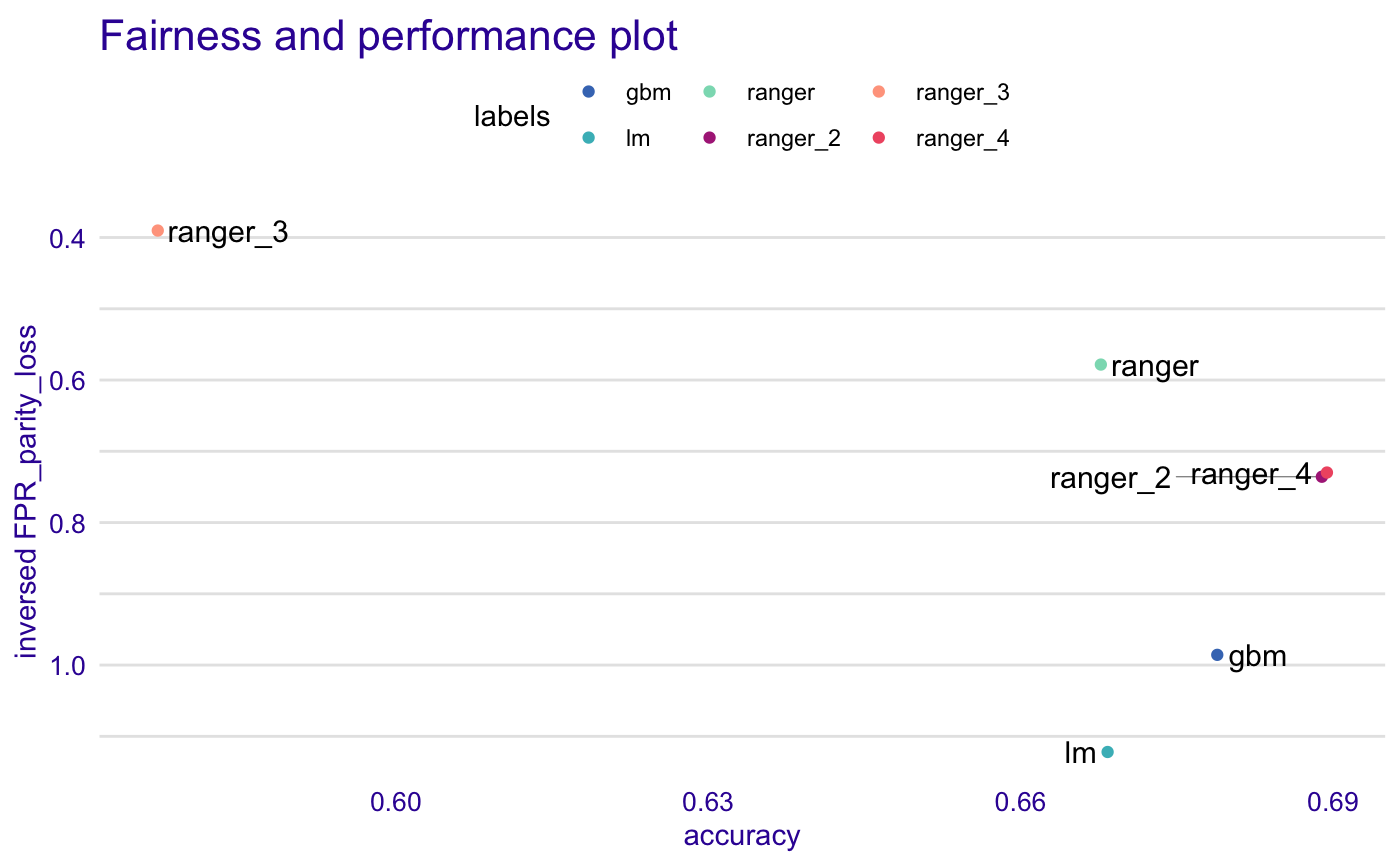 Fairness and performance plot
labels
gbm
ranger
ranger_3
lm
ranger_2
ranger_4
inversed FPR_parity_loss
0.4
0.6
0.8
1.0
ranger_3
ranger
ranger_2
ranger_4
gbm
lm
0.60
0.63
0.66
0.69
accuracy